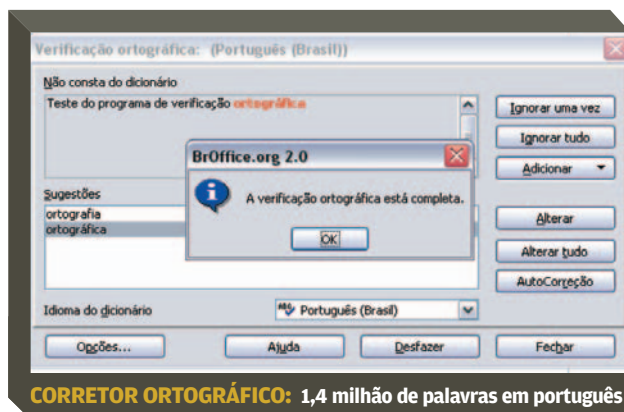 Verificação ortográfica: (Português (Brasil))
Não consta do dicionário
Teste do programa de verificação ortográfica
Ignorar uma vez
Ignorar tudo
Adicionar
BrOffice.org 2.0
A verificação ortográfica está completa.
OK
Sugestões
ortografia
ortográfica
Alterar
Alterar tudo
AutoCorreção
Idioma do dicionário
Português (Brasil)
Opções...
Ajuda
Desfazer
Fechar
CORRETOR ORTOGRÁFICO: 1,4 milhão de palavras em português